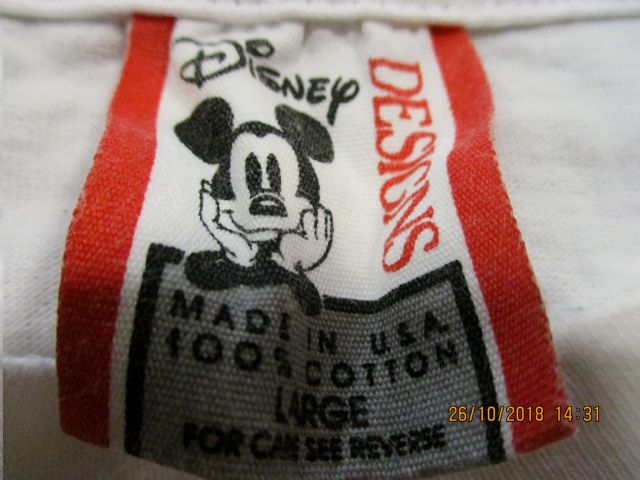 DISNEY
DESIGNS
MADE IN U.S.A.
100% COTTON
LARGE
FOR CARE SEE REVERSE
26/10/2018 14:31